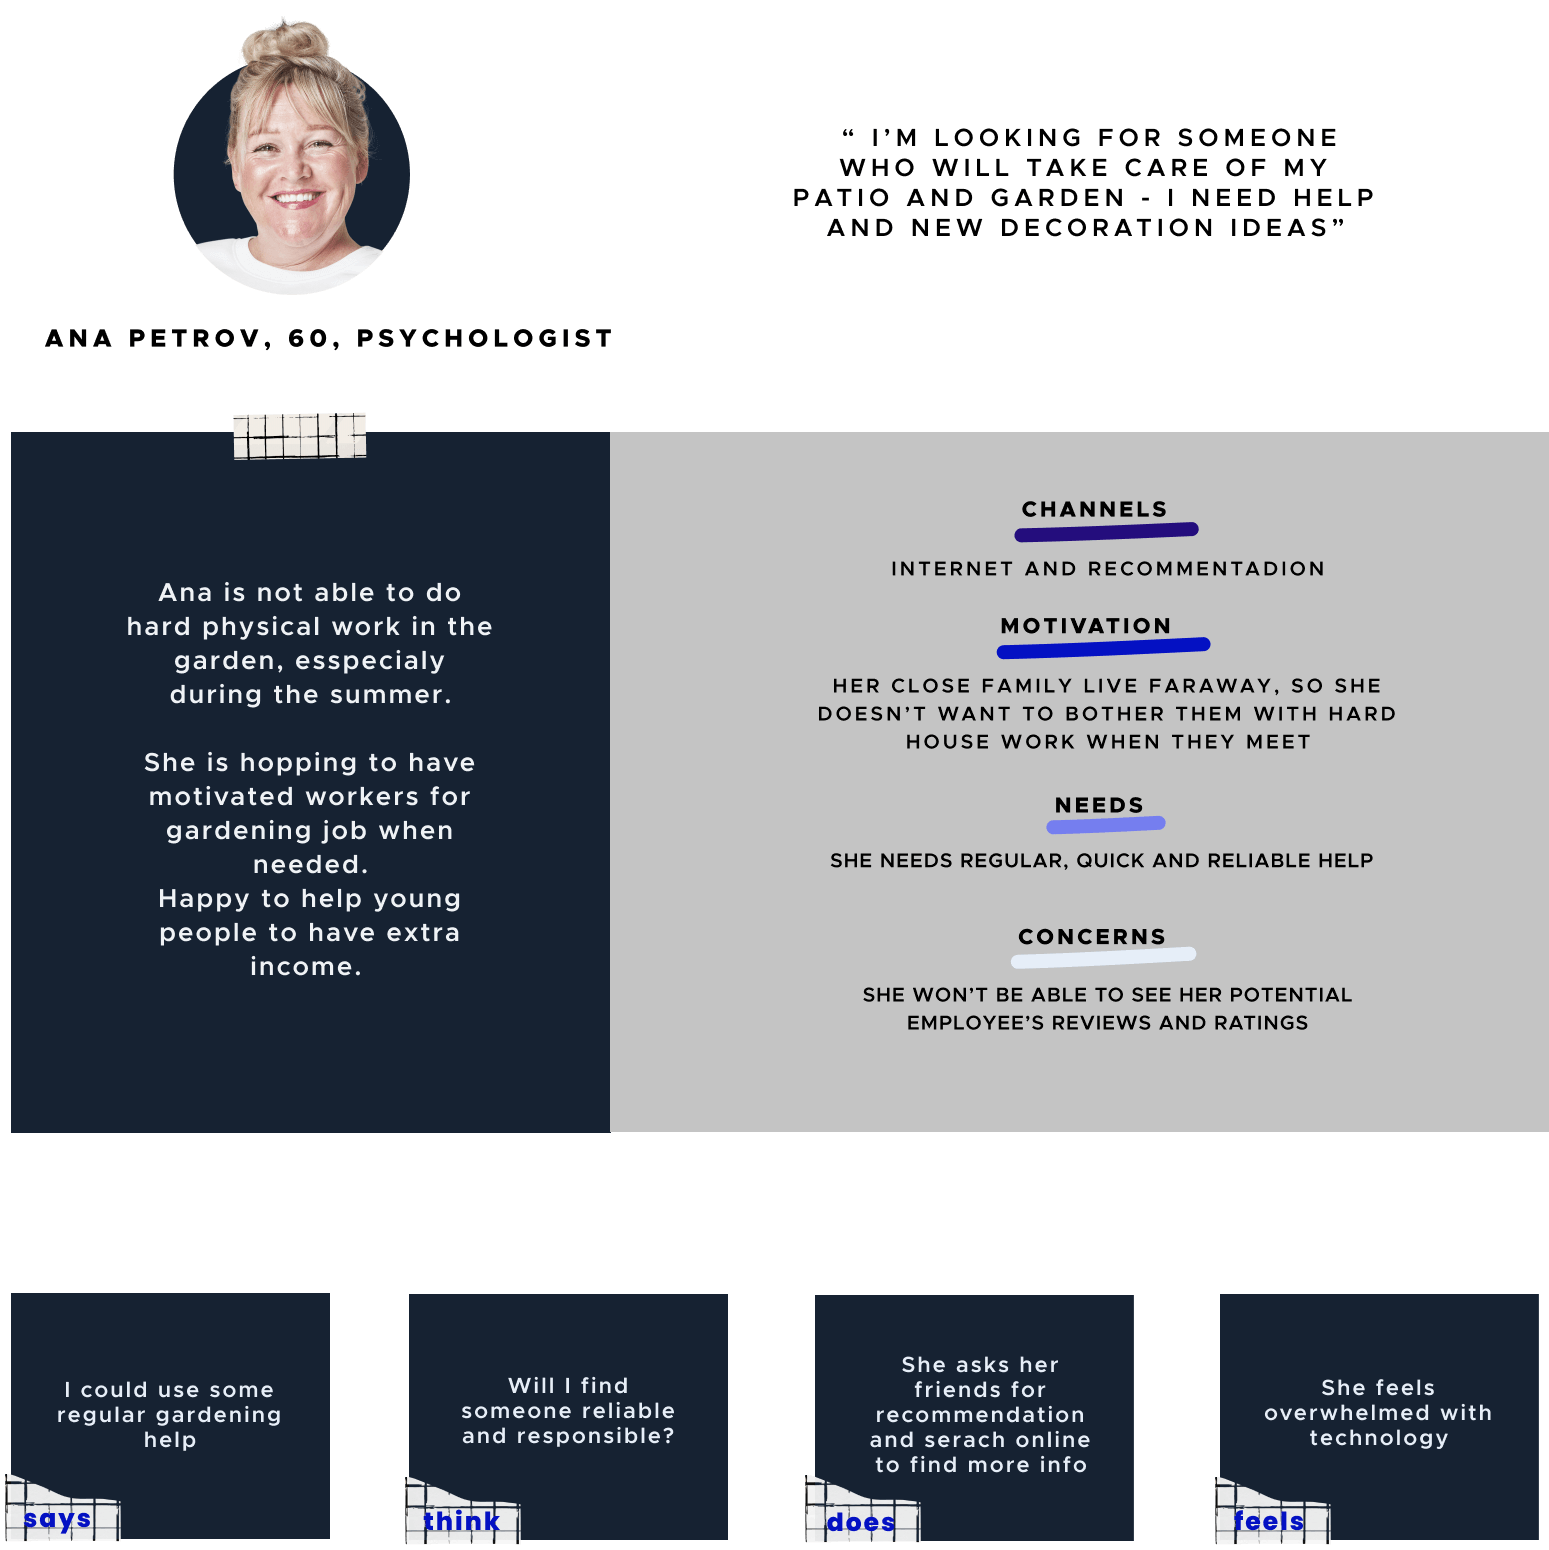 “ I’M LOOKING FOR SOMEONE
WHO WILL TAKE CARE OF MY
PATIO AND GARDEN - I NEED HELP
AND NEW DECORATION IDEAS”
ANA PETROV, 60, PSYCHOLOGIST
Ana is not able to do
hard physical work in the
garden, esspecialy
during the summer.
She is hopping to have
motivated workers for
gardening job when
needed.
Happy to help young
people to have extra
income.
CHANNELS
INTERNET AND RECOMMENTADION
MOTIVATION
HER CLOSE FAMILY LIVE FARAWAY, SO SHE
DOESN’T WANT TO BOTHER THEM WITH HARD
HOUSE WORK WHEN THEY MEET
NEEDS
SHE NEEDS REGULAR, QUICK AND RELIABLE HELP
CONCERNS
SHE WON’T BE ABLE TO SEE HER POTENTIAL
EMPLOYEE’S REVIEWS AND RATINGS
I could use some
regular gardening
help
says
Will I find
someone reliable
and responsible?
think
She asks her
friends for
recommendation
and serach online
to find more info
does
She feels
overwhelmed with
technology
feels